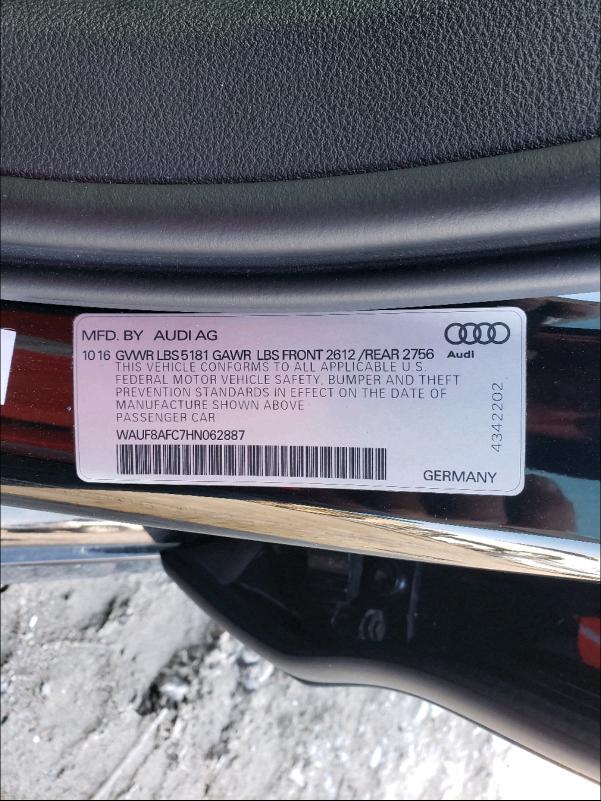 MFD. BY AUDI AG
10 16 GVWR LBS 5181 GAWR LBS FRONT 2612 /REAR 2756 Audi
THIS VEHICLE CONFORMS TO ALL APPLICABLE U.S.
FEDERAL MOTOR VEHICLE SAFETY, BUMPER AND THEFT
PREVENTION STANDARDS IN EFFECT ON THE DATE OF
MANUFACTURE SHOWN ABOVE
PASSENGER CAR
WAUF8AFC7HN062887
GERMANY
4342202